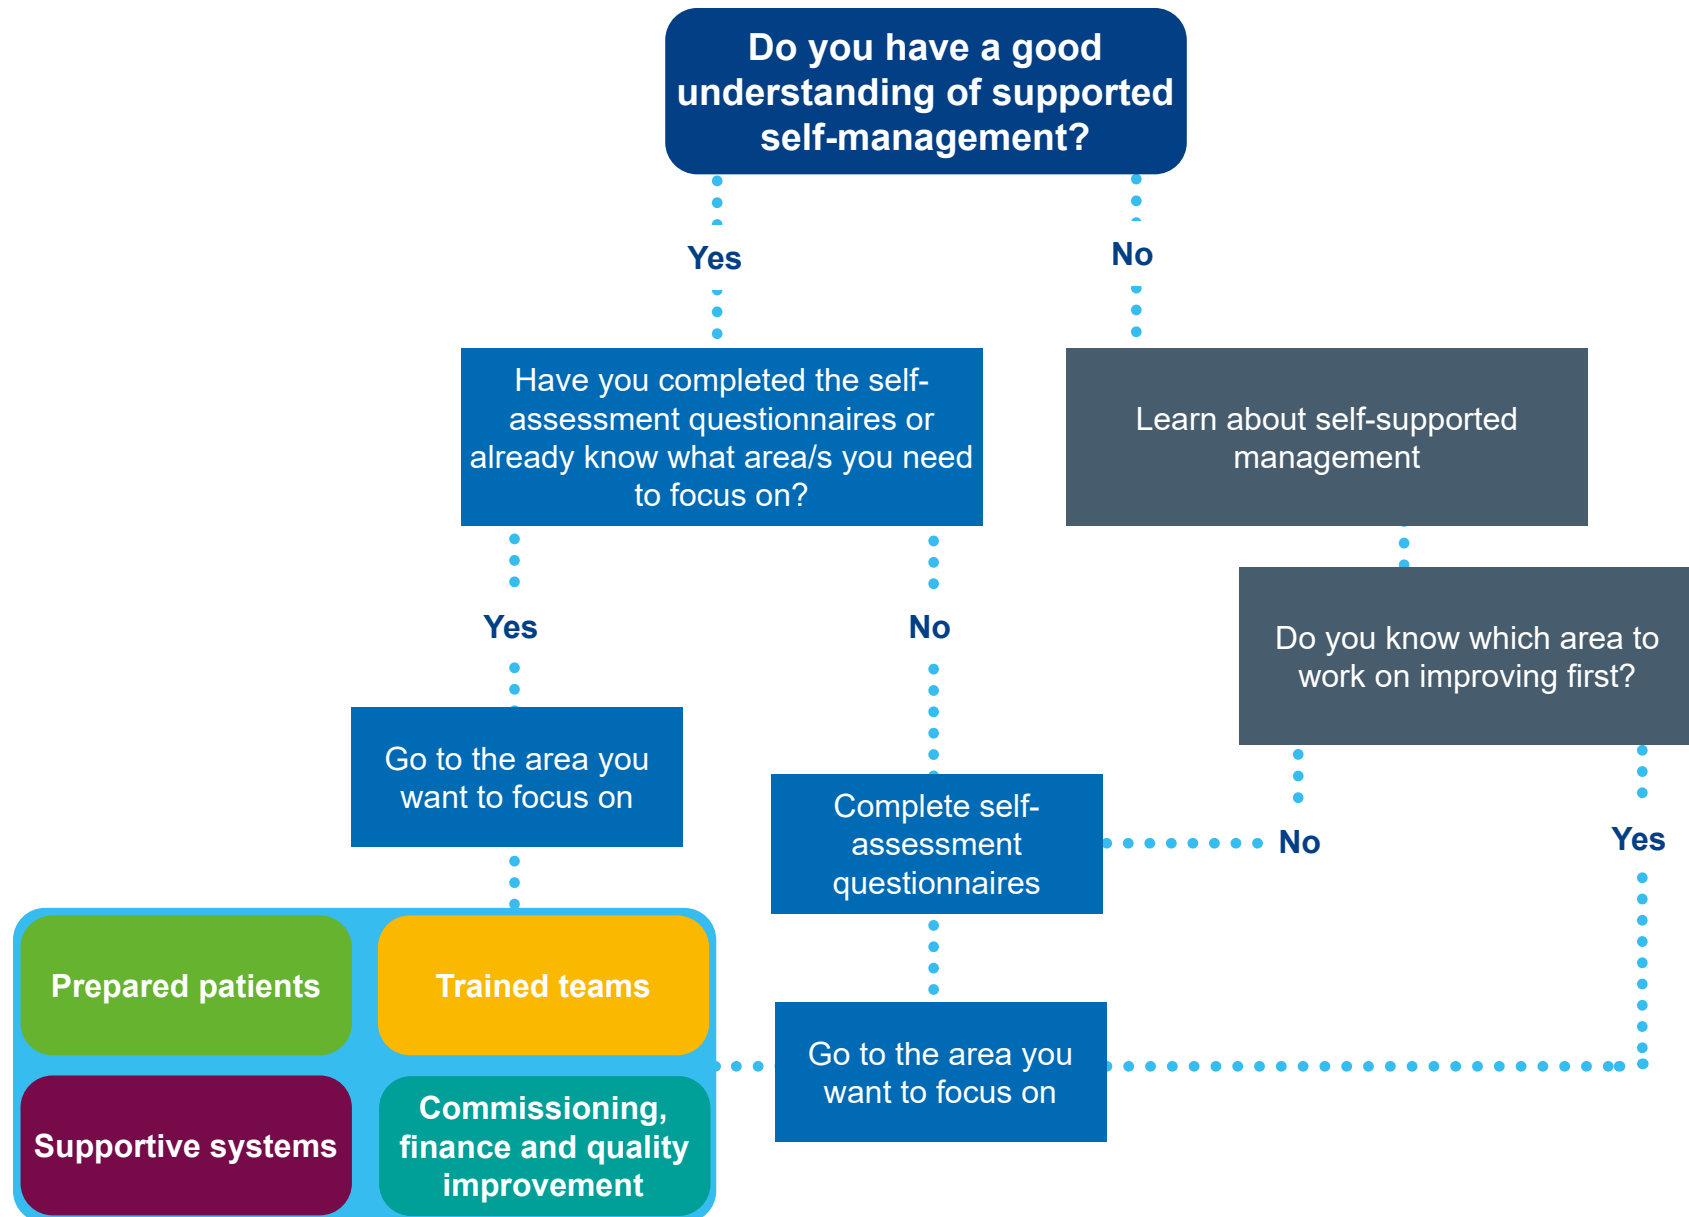 Do you have a good
understanding of supported
self-management?
Yes
No
Have you completed the self-
assessment questionnaires or
already know what area/s you need
to focus on?
Learn about self-supported
management
Yes
No
Do you know which area to
work on improving first?
Go to the area you
want to focus on
Complete self-
assessment
questionnaires
No
Yes
Prepared patients
Trained teams
Go to the area you
want to focus on
Supportive systems
Commissioning,
finance and quality
improvement